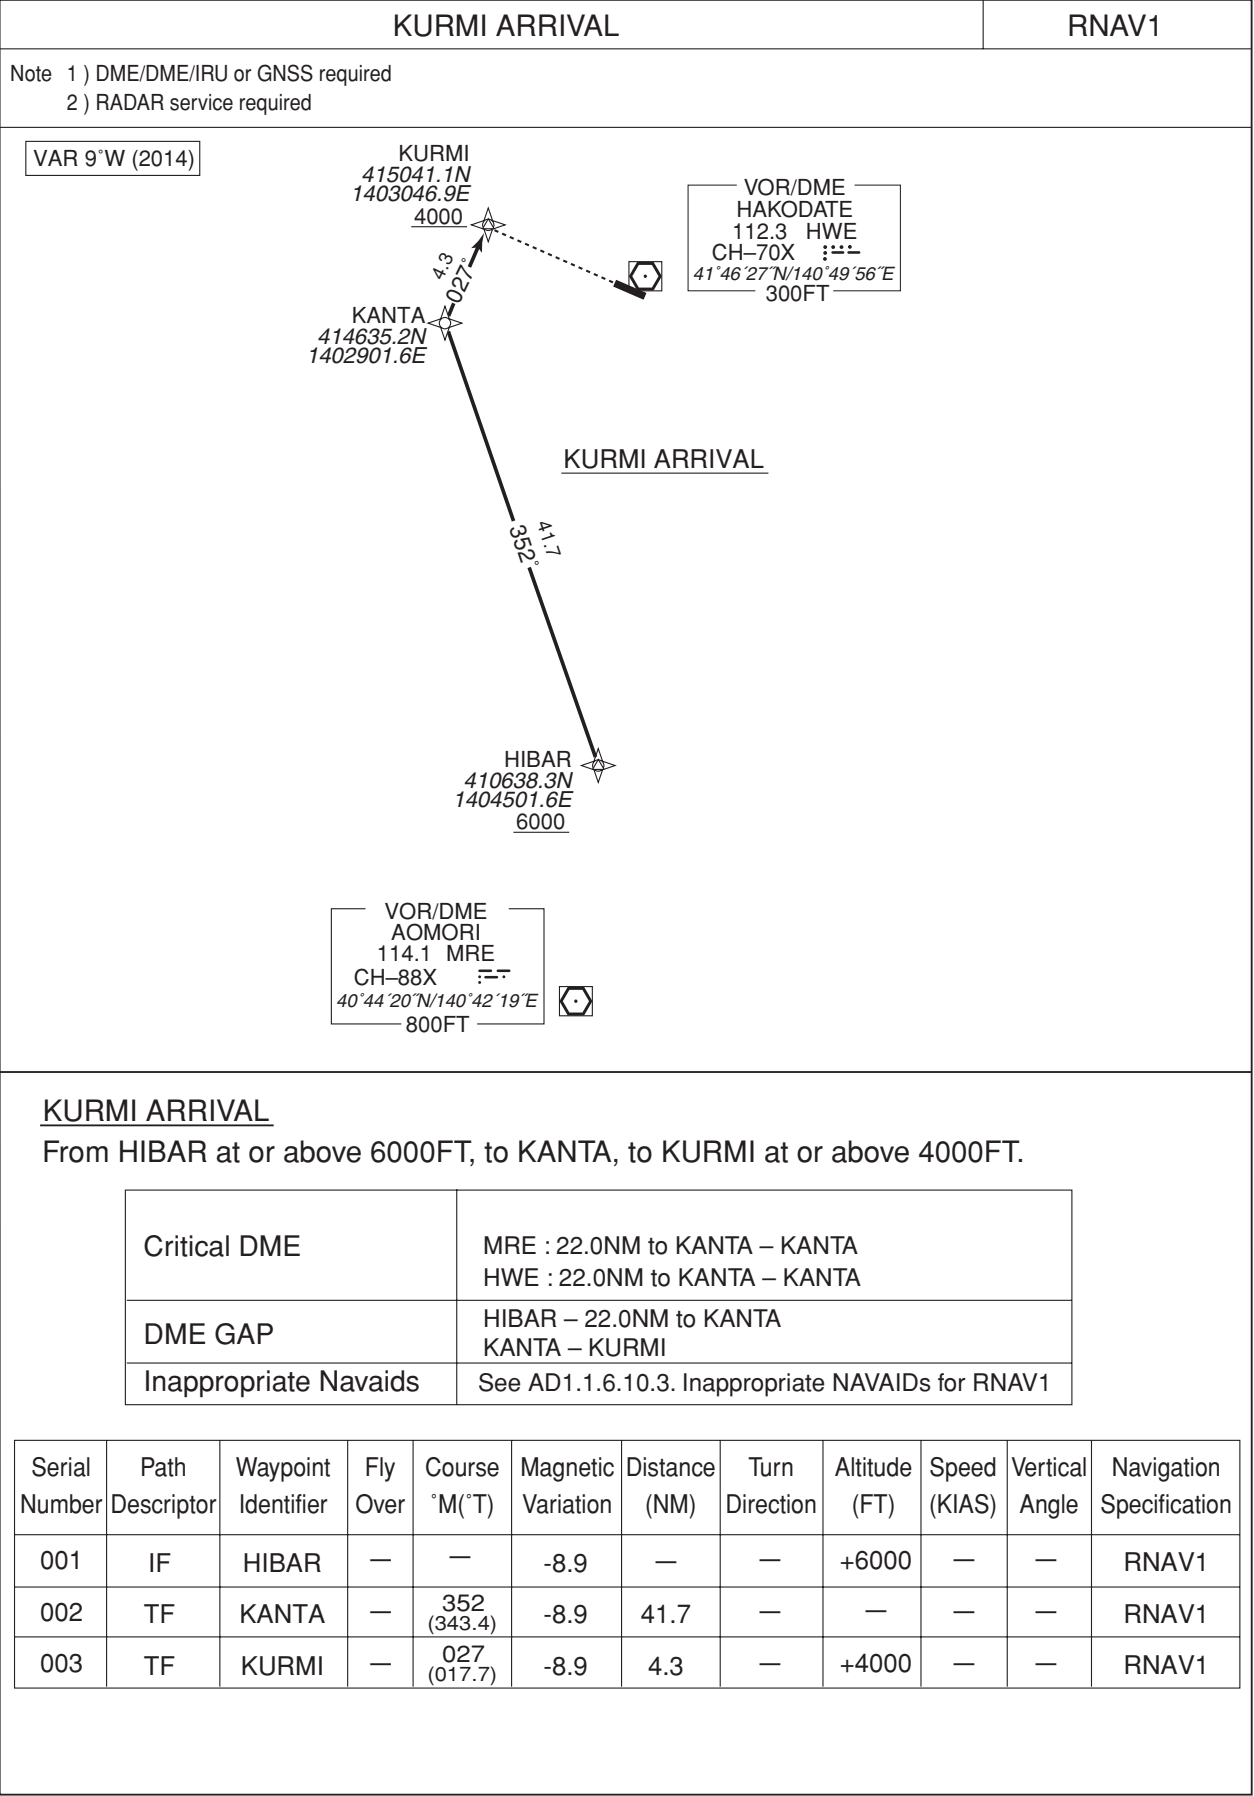 KURMI ARRIVAL
RNAV1
Note 1 ) DME/DME/IRU or GNSS required
2 ) RADAR service required
VAR 9˚W (2014)
KURMI
415041.1N
1403046.9E
4000
VOR/DME
HAKODATE
112.3 HWE
CH–70X
41˚46´27˝N/140˚49´56˝E
300FT
4.3
027˚
KANTA
414635.2N
1402901.6E
KURMI ARRIVAL
41.7
352˚
HIBAR
410638.3N
1404501.6E
6000
VOR/DME
AOMORI
114.1 MRE
CH–88X
40˚44´20˝N/140˚42´19˝E
800FT
KURMI ARRIVAL
From HIBAR at or above 6000FT, to KANTA, to KURMI at or above 4000FT.
Critical DME
MRE : 22.0NM to KANTA – KANTA
HWE : 22.0NM to KANTA – KANTA
DME GAP
HIBAR – 22.0NM to KANTA
KANTA – KURMI
Inappropriate Navaids
See AD1.1.6.10.3. Inappropriate NAVAIDs for RNAV1
Serial Path Waypoint Fly Course Magnetic Distance Turn Altitude Speed Vertical Navigation
Number Descriptor Identifier Over ˚M(˚T) Variation (NM) Direction (FT) (KIAS) Angle Specification
001 IF HIBAR — — -8.9 — — +6000 — — RNAV1
002 TF KANTA — 352 (343.4) -8.9 41.7 — — — — RNAV1
003 TF KURMI — 027 (017.7) -8.9 4.3 — +4000 — — RNAV1